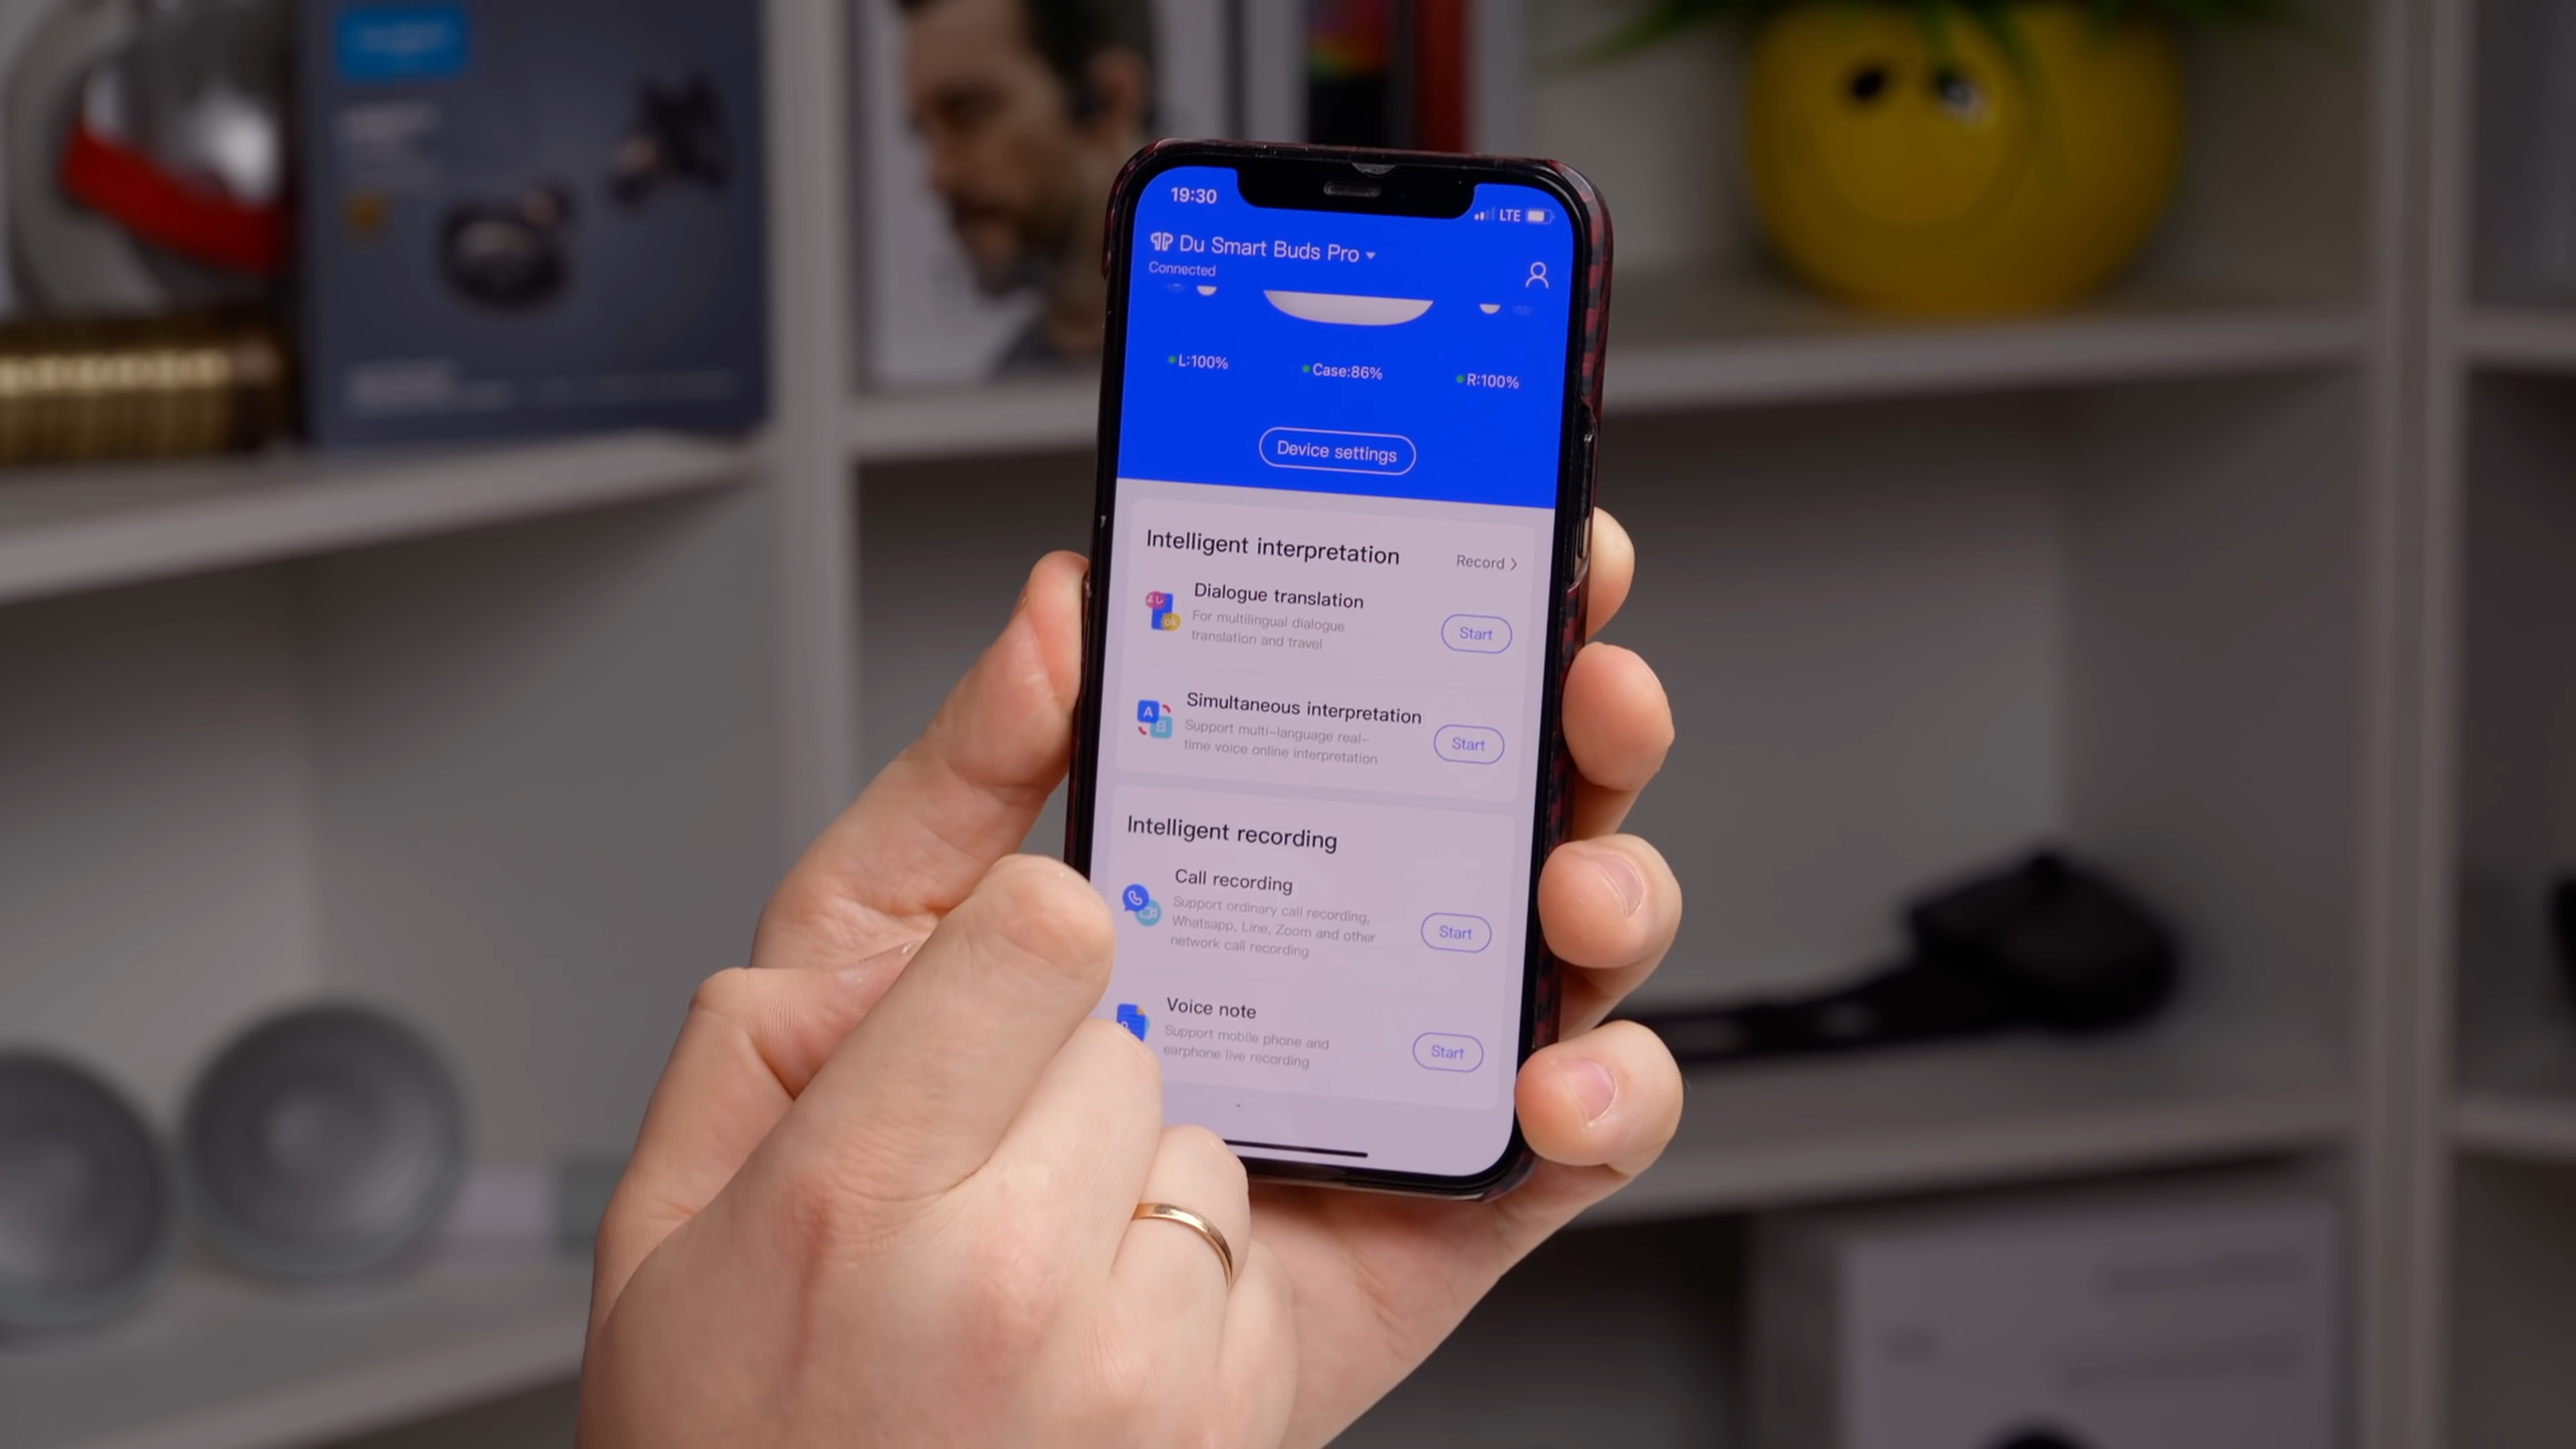 19:30
LTE
Du Smart Buds Pro
Connected
L:100%
Case:86%
R:100%
Device settings
Intelligent interpretation
Record >
Dialogue translation
For multilingual dialogue
translation and travel
Start
Simultaneous interpretation
Support multi-language real-
time voice online interpretation
Start
Intelligent recording
Call recording
Support ordinary call recording,
Whatsapp, Line, Zoom and other
network call recording
Start
Voice note
Support mobile phone and
earphone live recording
Start